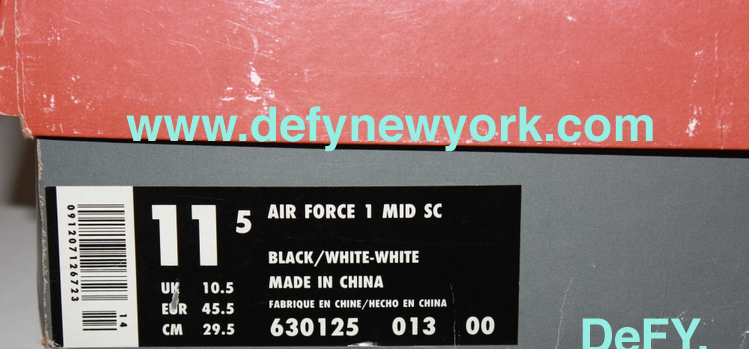 www.defynewyork.com
091207126723
14
11 5
AIR FORCE 1 MID SC
BLACK/WHITE-WHITE
UK 10.5
MADE IN CHINA
EUR 45.5
FABRIQUE EN CHINE/HECHO EN CHINA
CM 29.5
630125 013 00
DeFY.